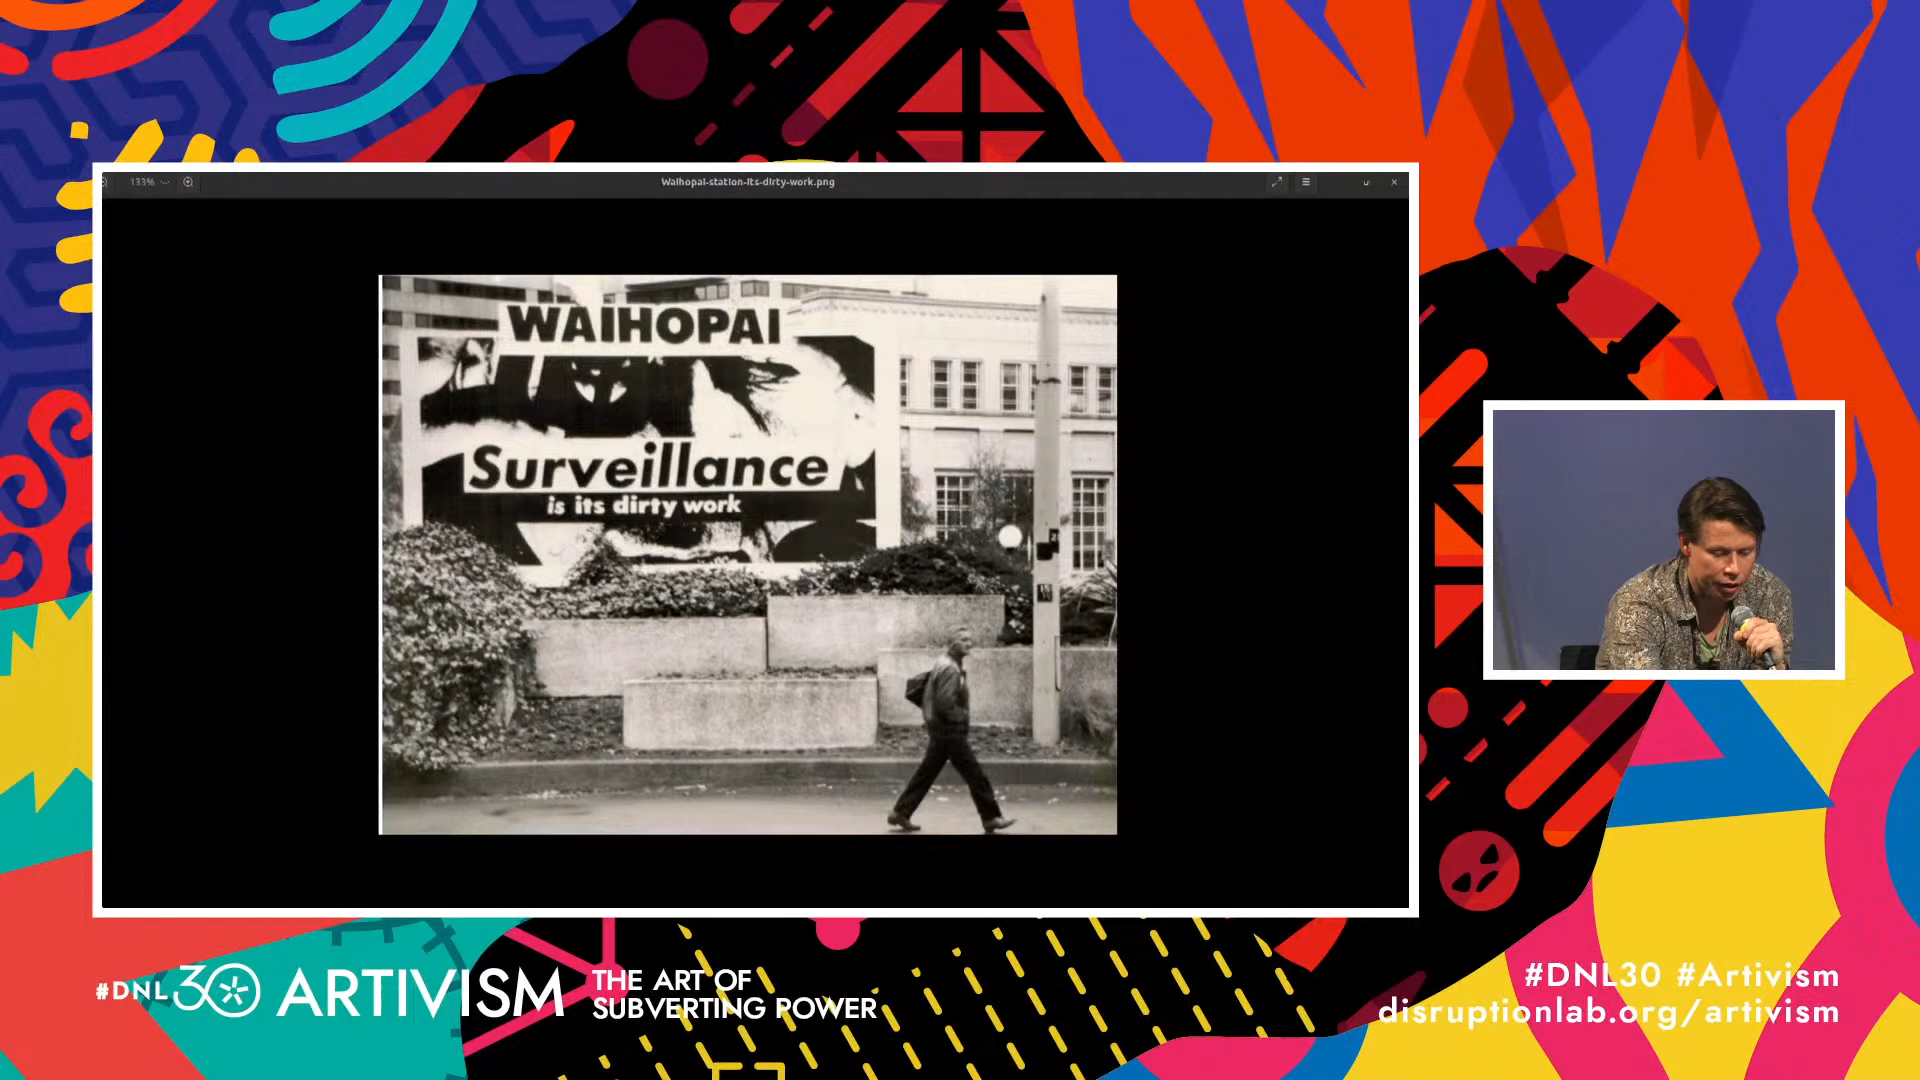 133%
Waihopai-station-its-dirty-work.png
WAIHOPAI
Surveillance
is its dirty work
#DNL30 ARTIVISM
THE ART OF
SUBVERTING POWER
#DNL30 #Artivism
disruptionlab.org/artivism